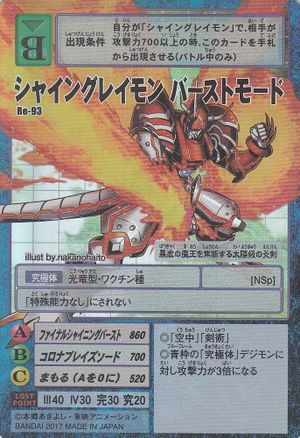 B
出現条件
自分が「シャイングレイモン」で、相手が
攻撃力700以上の時、このカードを手札
から出現させる(バトル中のみ)
シャイングレイモン バーストモード
Re-93
illust by.nakanohaito
暴虐の魔王を焦断する太陽紋の炎剣
[NSp]
究極体
光竜型・ワクチン種
「特殊能力なし」にされない
A ファイナルシャイニングバースト 860
B コロナブレイズソード 700
C まもる (Aを0に) 520
○「空中」「剣術」
○青枠の「究極体」デジモンに
対し攻撃力が3倍になる
LOST
POINT
Ⅲ40 Ⅳ30 完30 究20
©本郷あきよし・東映アニメーション
BANDAI 2017 MADE IN JAPAN